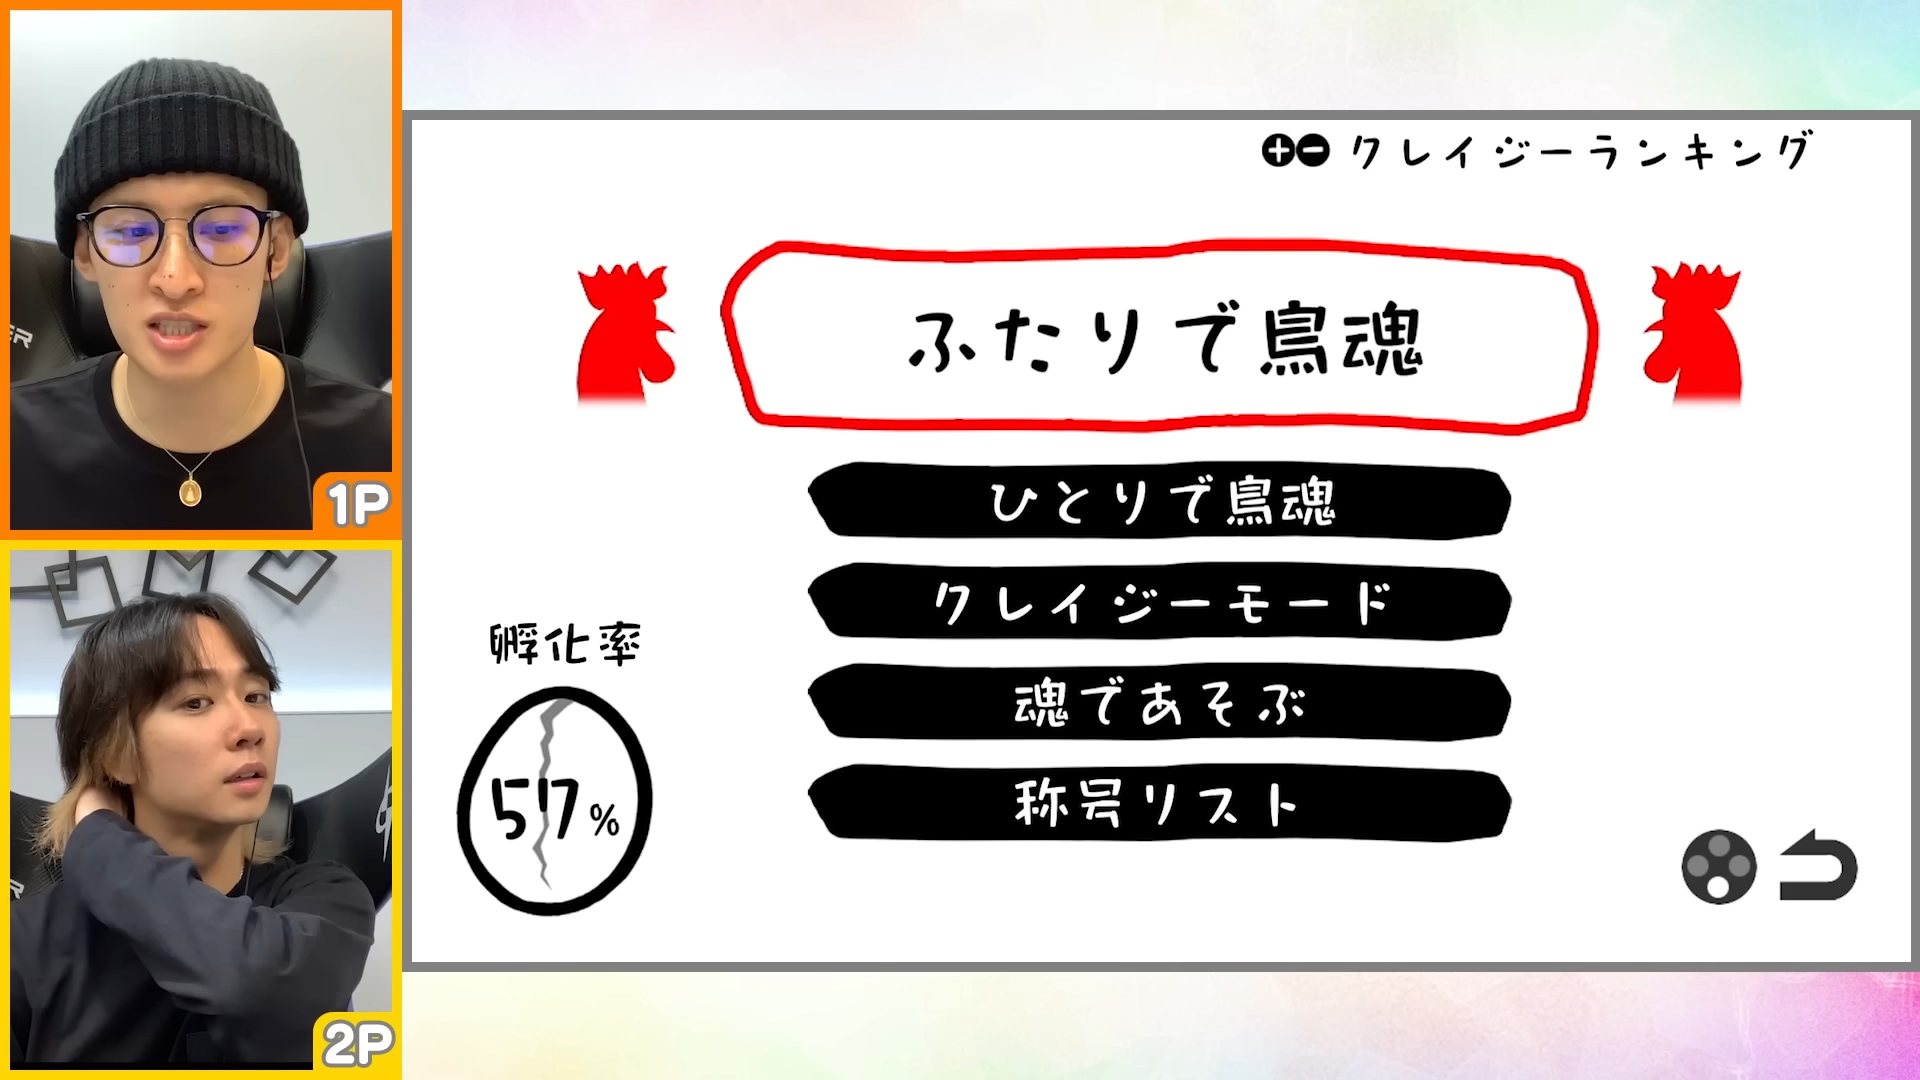 クレイジーランキング
ふたりで鳥魂
ひとりで鳥魂
クレイジーモード
魂であそぶ
称号リスト
孵化率
57%
1P
2P